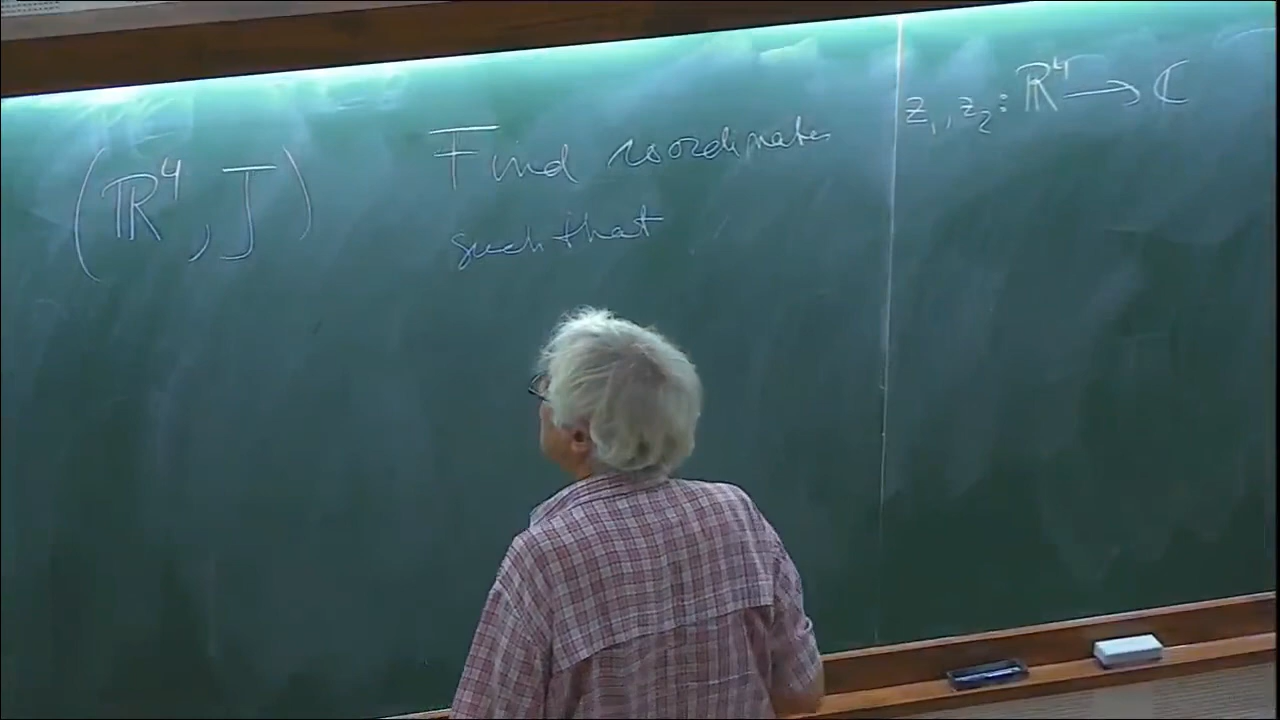 (ℝ⁴, J)
Find coordinates
such that
z₁, z₂ : ℝ⁴ → ℂ